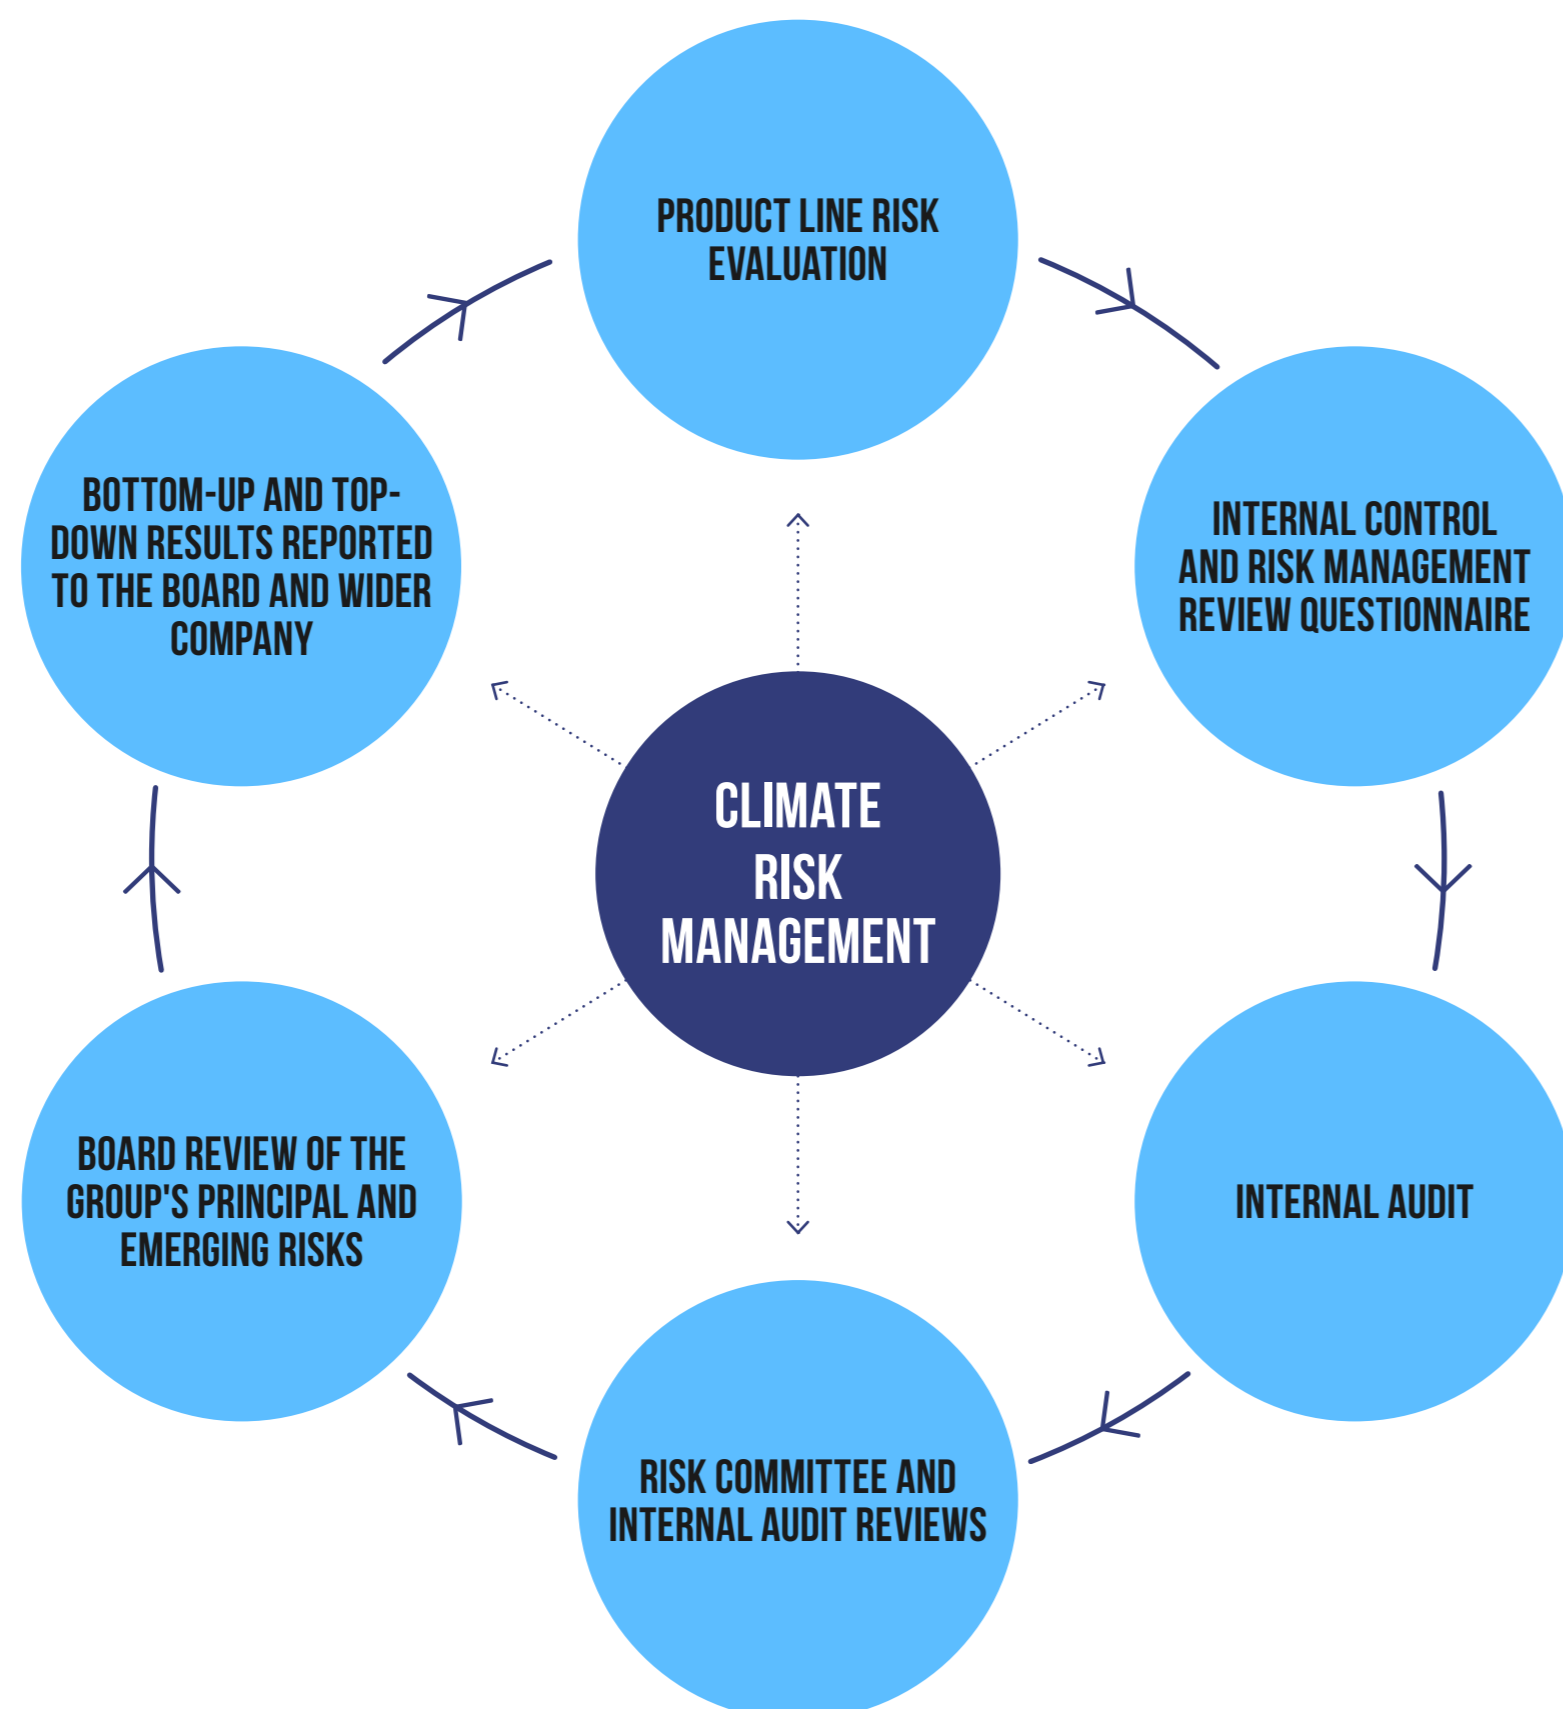 PRODUCT LINE RISK
EVALUATION
INTERNAL CONTROL
AND RISK MANAGEMENT
REVIEW QUESTIONNAIRE
INTERNAL AUDIT
RISK COMMITTEE AND
INTERNAL AUDIT REVIEWS
BOARD REVIEW OF THE
GROUP'S PRINCIPAL AND
EMERGING RISKS
BOTTOM-UP AND TOP-
DOWN RESULTS REPORTED
TO THE BOARD AND WIDER
COMPANY
CLIMATE
RISK
MANAGEMENT